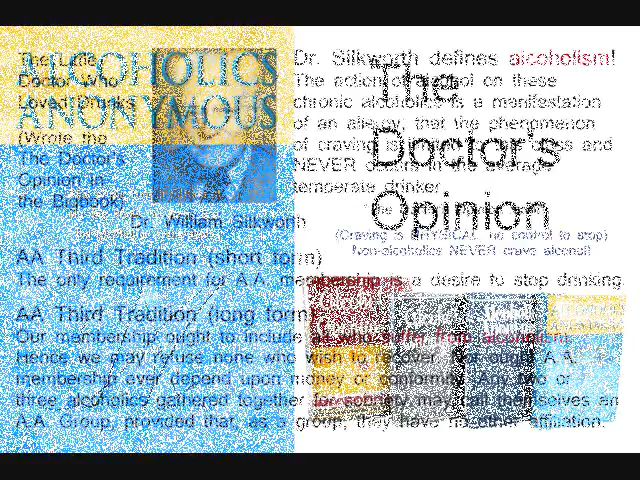 ALCOHOLICS
ANONYMOUS
The Little
Doctor Who
Loved Drunks
(Wrote the
The Doctor's
Opinion in
the Bigbook)
Dr. William Silkworth
Dr. Silkworth defines alcoholism!
The action of alcohol on these
chronic alcoholics is a manifestation
of an allergy; that the phenomenon
of craving is class and
NEVER occurs in the average
temperate drinker.
The
Doctor's
Opinion
(Craving is PHYSICAL, no control to stop)
Non-alcoholics NEVER crave alcohol!
AA Third Tradition (short form)
The only requirement for A.A. membership is a desire to stop drinking.
AA Third Tradition (long form)
Our membership ought to include all who suffer from alcoholism.
Hence we may refuse none who wish to recover. Nor ought A.A.
membership ever depend upon money or conformity. Any two or
three alcoholics gathered together for sobriety may call themselves an
A.A. Group, provided that, as a group, they have no other affiliation.